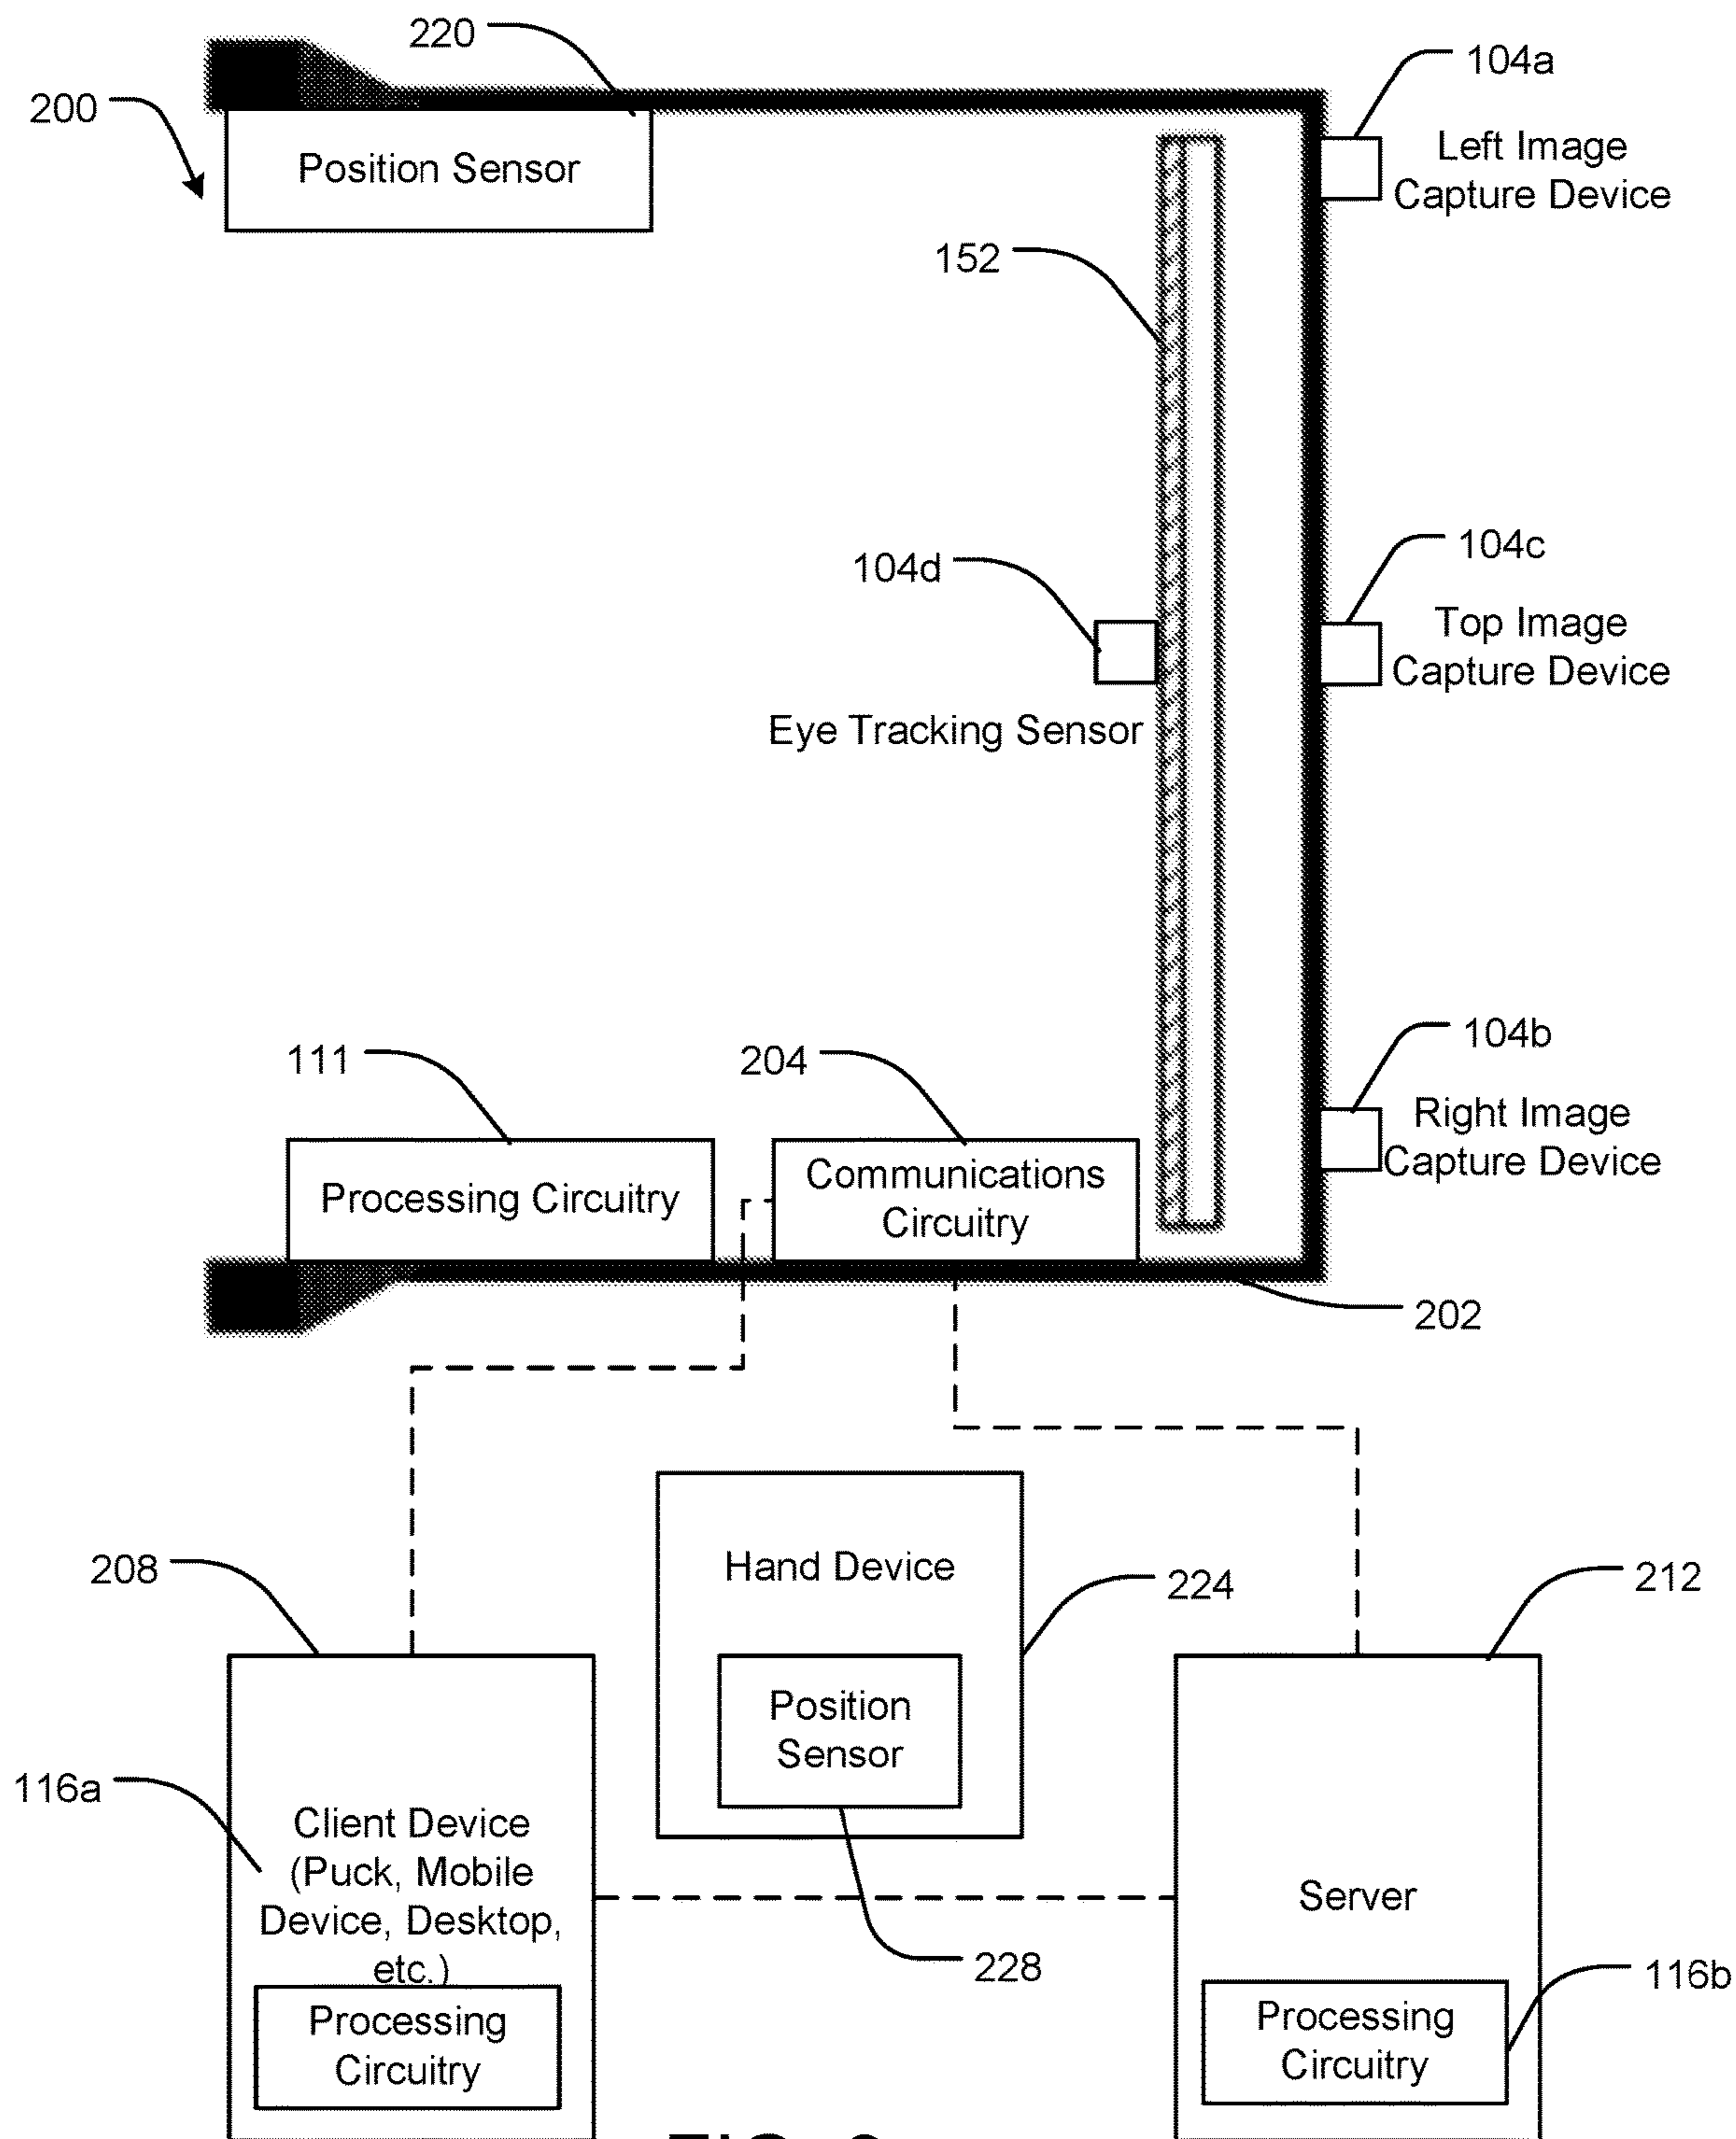 220
104a
200
Left Image
Capture Device
Position Sensor
152
104c
104d
Top Image
Capture Device
Eye Tracking Sensor
104b
111
204
Right Image
Capture Device
Processing Circuitry
Communications
Circuitry
202
208
Hand Device
224
212
Position
Sensor
116a
Client Device
(Puck, Mobile
Device, Desktop,
etc.)
Server
228
116b
Processing
Circuitry
Processing
Circuitry